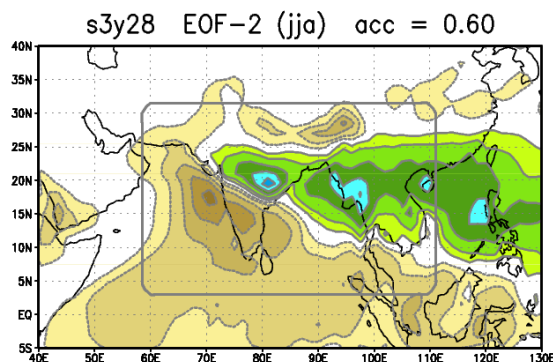 s3y28 EOF-2 (jja) acc = 0.60
40N
35N
30N
25N
20N
15N
10N
5N
EQ
5S
40E 50E 60E 70E 80E 90E 100E 110E 120E 130E